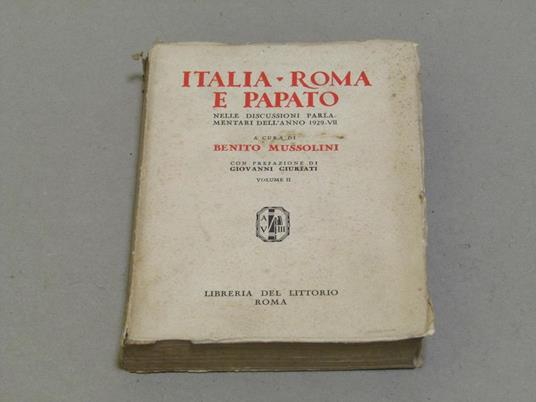 ITALIA · ROMA
E PAPATO
NELLE DISCUSSIONI PARLA-
MENTARI DELL'ANNO 1929-VII
A CURA DI
BENITO MUSSOLINI
CON PREFAZIONE DI
GIOVANNI GIURIATI
VOLUME II
LIBRERIA DEL LITTORIO
ROMA